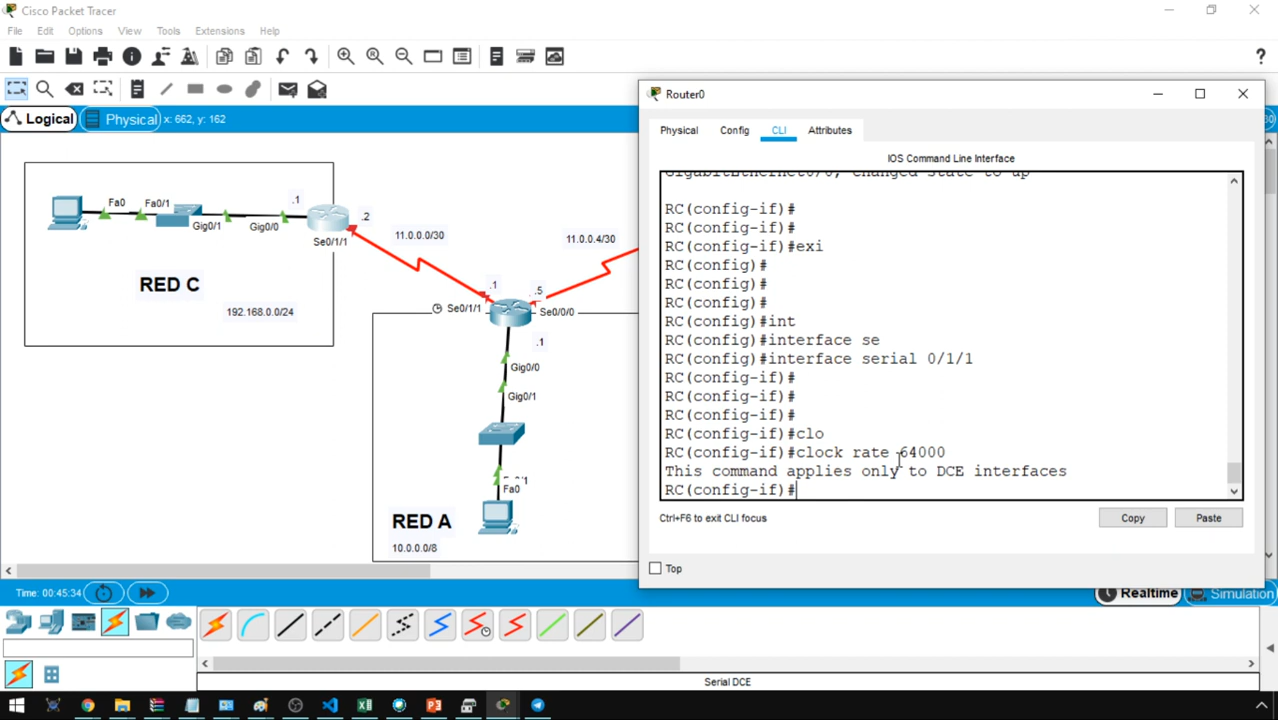 Cisco Packet Tracer
File Edit Options View Tools Extensions Help
Logical Physical x: 662, y: 162
Router0
Physical Config CLI Attributes
IOS Command Line Interface
GigabitEthernet0/0, changed state to up
RC(config-if)#
RC(config-if)#
RC(config-if)#exi
RC(config)#
RC(config)#
RC(config)#
RC(config)#int
RC(config)#interface se
RC(config)#interface serial 0/1/1
RC(config-if)#
RC(config-if)#
RC(config-if)#
RC(config-if)#clo
RC(config-if)#clock rate 64000
This command applies only to DCE interfaces
RC(config-if)#
Ctrl+F6 to exit CLI focus
Copy
Paste
Top
Fa0
Fa0/1
Gig0/1
Gig0/0
.1
.2
Se0/1/1
RED C
192.168.0.0/24
11.0.0.0/30
11.0.0.4/30
.1
.5
Se0/1/1
Se0/0/0
.1
Gig0/0
Gig0/1
Fa0
RED A
10.0.0.0/8
Time: 00:45:34
Realtime
Simulation
Serial DCE